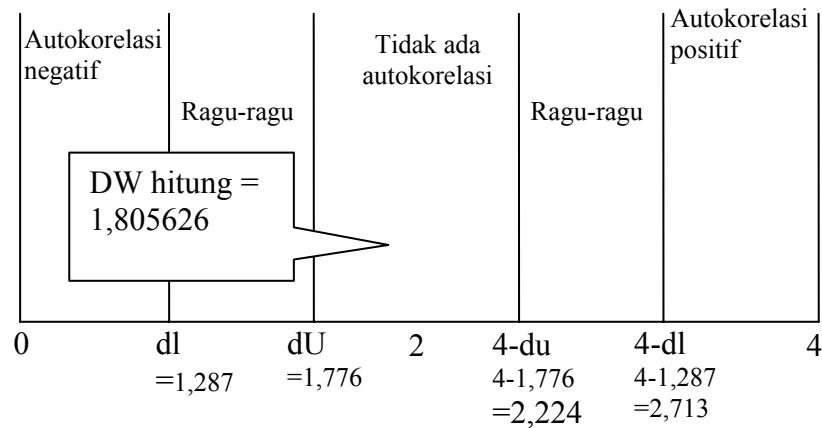 Autokorelasi
negatif
Ragu-ragu
Tidak ada
autokorelasi
Ragu-ragu
Autokorelasi
positif
DW hitung =
1,805626
0
dl
=1,287
dU
=1,776
2
4-du
4-1,776
=2,224
4-dl
4-1,287
=2,713
4